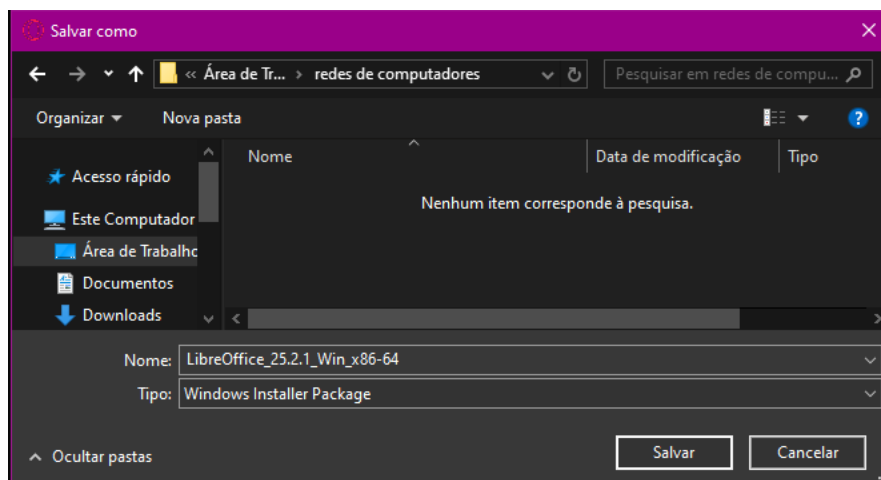 Salvar como
« Área de Tr... › redes de computadores
Pesquisar em redes de compu...
Organizar
Nova pasta
Nome
Data de modificação
Tipo
Acesso rápido
Este Computador
Área de Trabalho
Documentos
Downloads
Nenhum item corresponde à pesquisa.
Nome: LibreOffice_25.2.1_Win_x86-64
Tipo: Windows Installer Package
Ocultar pastas
Salvar
Cancelar